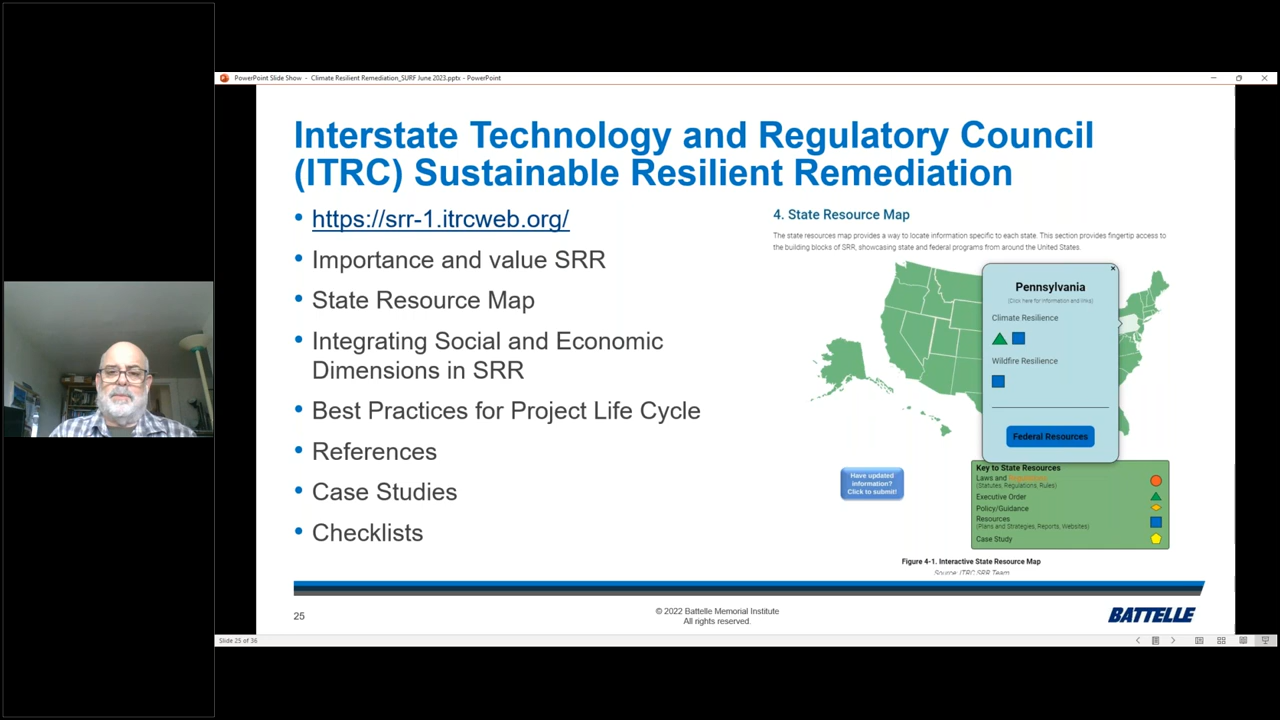 PowerPoint Slide Show - Climate Resilient Remediation_SURF June 2023.pptx - PowerPoint
Interstate Technology and Regulatory Council
(ITRC) Sustainable Resilient Remediation
• https://srr-1.itrcweb.org/
• Importance and value SRR
• State Resource Map
• Integrating Social and Economic
Dimensions in SRR
• Best Practices for Project Life Cycle
• References
• Case Studies
• Checklists
4. State Resource Map
The state resources map provides a way to locate information specific to each state. This section provides fingertip access to
the building blocks of SRR, showcasing state and federal programs from around the United States.
Pennsylvania
(Click here for information and links)
Climate Resilience
Wildfire Resilience
Federal Resources
Have updated
information?
Click to submit!
Key to State Resources
Laws and Regulations
(Statutes, Regulations, Rules)
Executive Order
Policy/Guidance
Resources
(Plans and Strategies, Reports, Websites)
Case Study
Figure 4-1. Interactive State Resource Map
Source: ITRC SRR Team
25
© 2022 Battelle Memorial Institute
All rights reserved.
BATTELLE
Slide 25 of 36